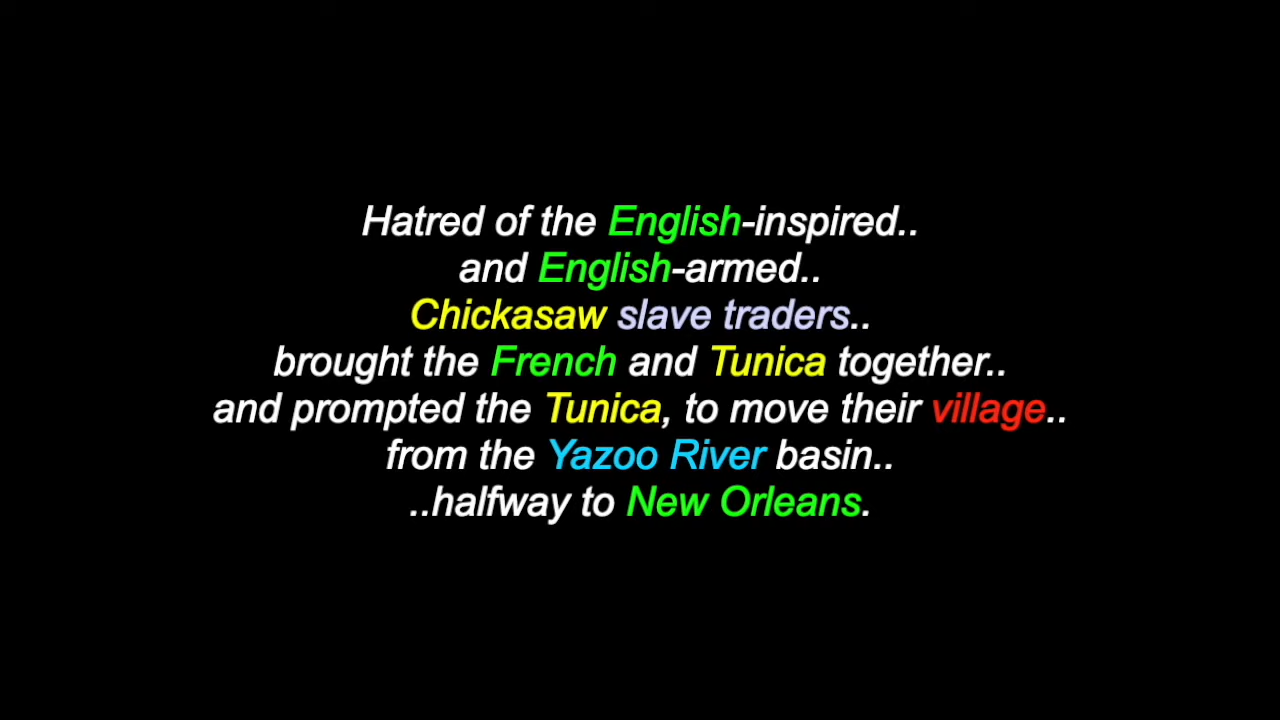 Hatred of the English-inspired..
and English-armed..
Chickasaw slave traders..
brought the French and Tunica together..
and prompted the Tunica, to move their village..
from the Yazoo River basin..
..halfway to New Orleans.